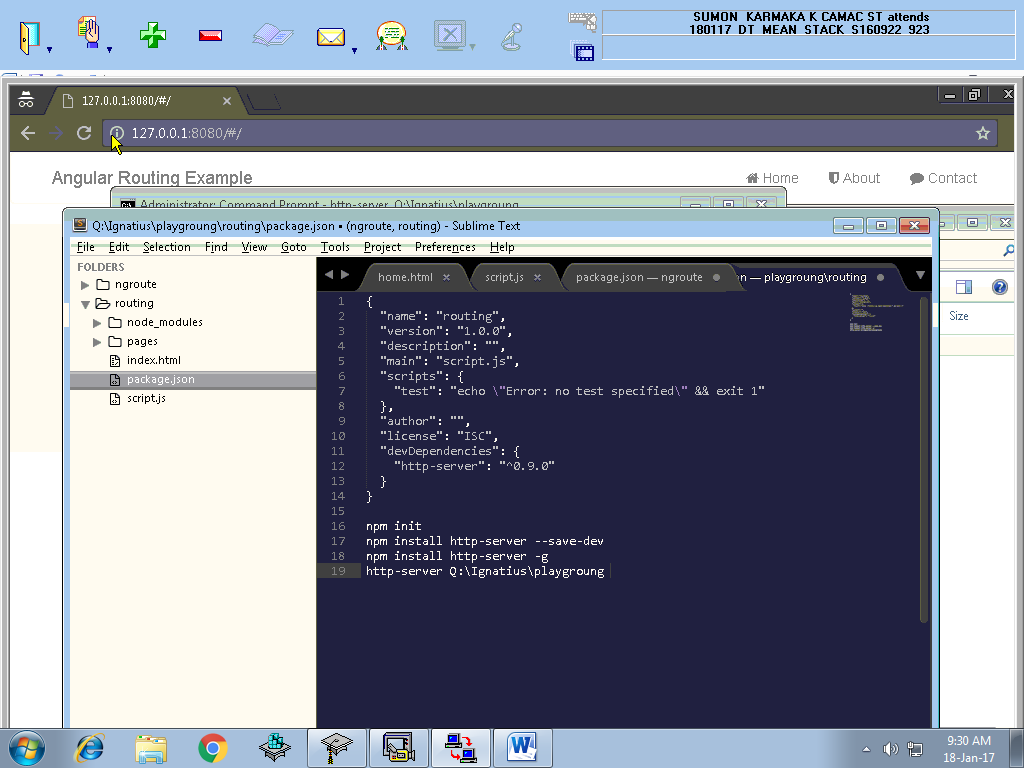 SUMON KARMAKA K CAMAC ST attends
180117 DT MEAN STACK S160922 923
127.0.0.1:8080/#/
127.0.0.1:8080/#/
Angular Routing Example
Home
About
Contact
Administrator: Command Prompt - http-server Q:\Ignatius\playgroung
Q:\Ignatius\playgroung\routing\package.json • (ngroute, routing) - Sublime Text
File Edit Selection Find View Goto Tools Project Preferences Help
FOLDERS
ngroute
routing
node_modules
pages
index.html
package.json
script.js
home.html
script.js
package.json — ngroute
n — playgroung\routing
Size
1 {
2 "name": "routing",
3 "version": "1.0.0",
4 "description": "",
5 "main": "script.js",
6 "scripts": {
7 "test": "echo \"Error: no test specified\" && exit 1"
8 },
9 "author": "",
10 "license": "ISC",
11 "devDependencies": {
12 "http-server": "^0.9.0"
13 }
14 }
15
16 npm init
17 npm install http-server --save-dev
18 npm install http-server -g
19 http-server Q:\Ignatius\playgroung
9:30 AM
18-Jan-17